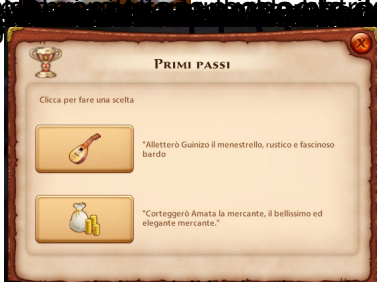 PRIMI PASSI
Clicca per fare una scelta
"Alletterò Guinizo il menestrello, rustico e fascinoso
bardo
"Corteggerò Amata la mercante, il bellissimo ed
elegante mercante."